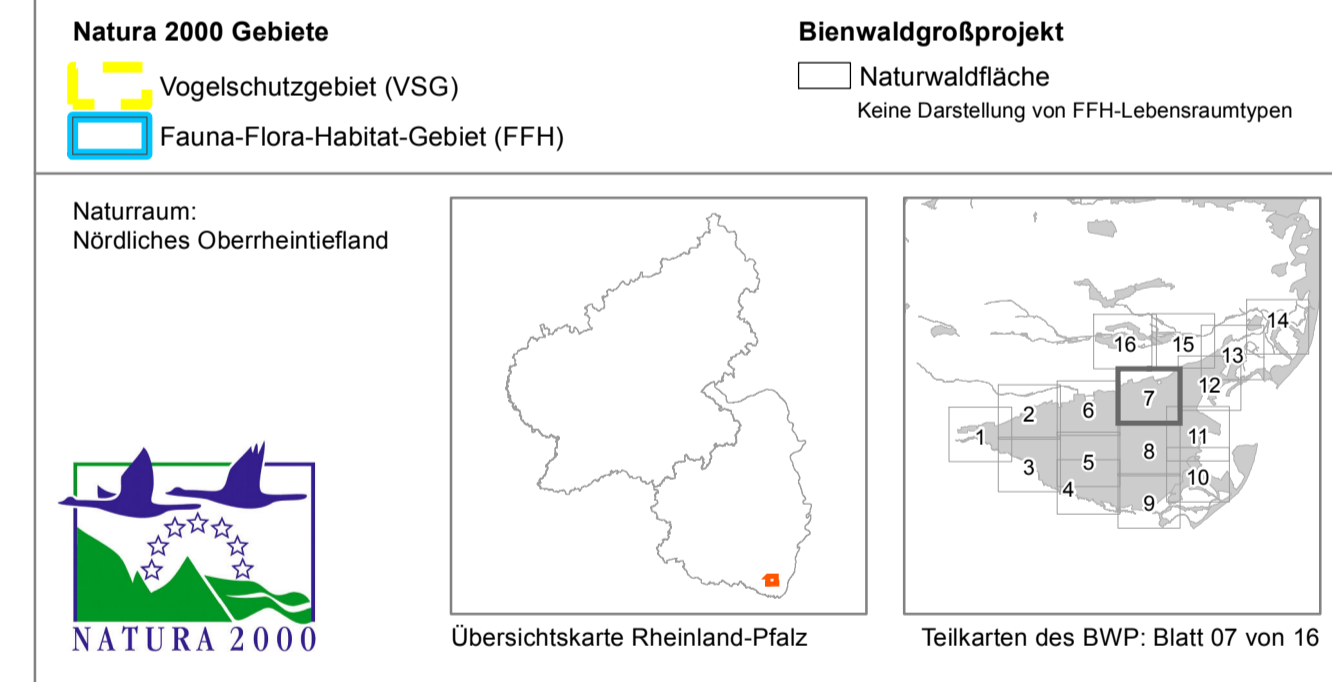 Natura 2000 Gebiete
Vogelschutzgebiet (VSG)
Fauna-Flora-Habitat-Gebiet (FFH)
Bienwaldgroßprojekt
Naturwaldfläche
Keine Darstellung von FFH-Lebensraumtypen
Naturraum:
Nördliches Oberrheintiefland
NATURA 2000
Übersichtskarte Rheinland-Pfalz
14
16
15
13
12
7
2
6
1
11
8
3
5
10
4
9
Teilkarten des BWP: Blatt 07 von 16